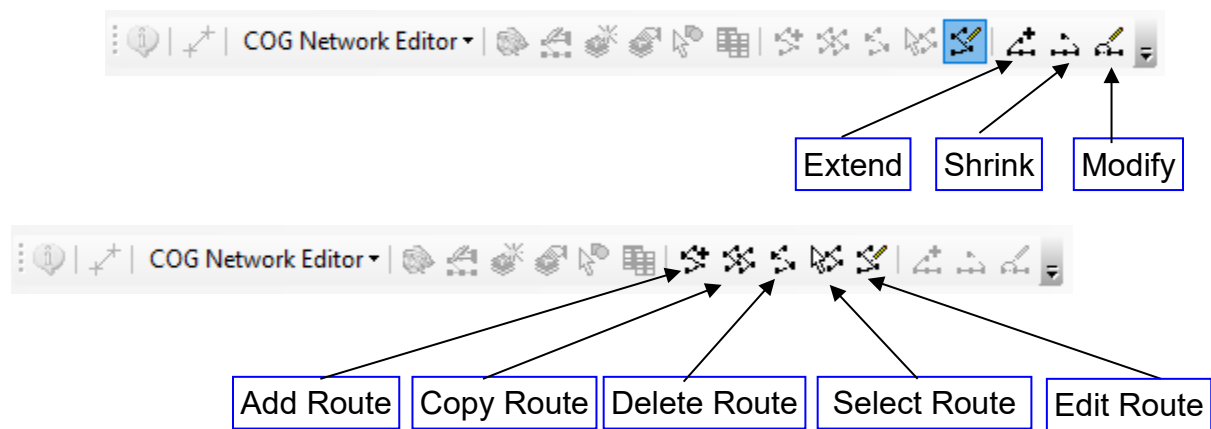 COG Network Editor
Extend Shrink Modify
COG Network Editor
Add Route Copy Route Delete Route Select Route Edit Route